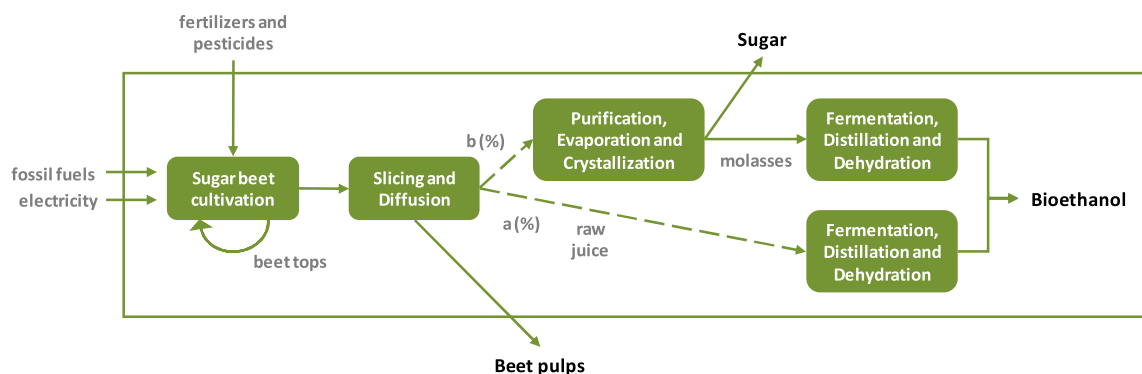 fertilizers and
pesticides
Sugar
Purification,
Evaporation and
Crystallization
Fermentation,
Distillation and
Dehydration
b (%)
molasses
fossil fuels
electricity
Sugar beet
cultivation
Slicing and
Diffusion
Bioethanol
a (%)
raw
juice
Fermentation,
Distillation and
Dehydration
beet tops
Beet pulps